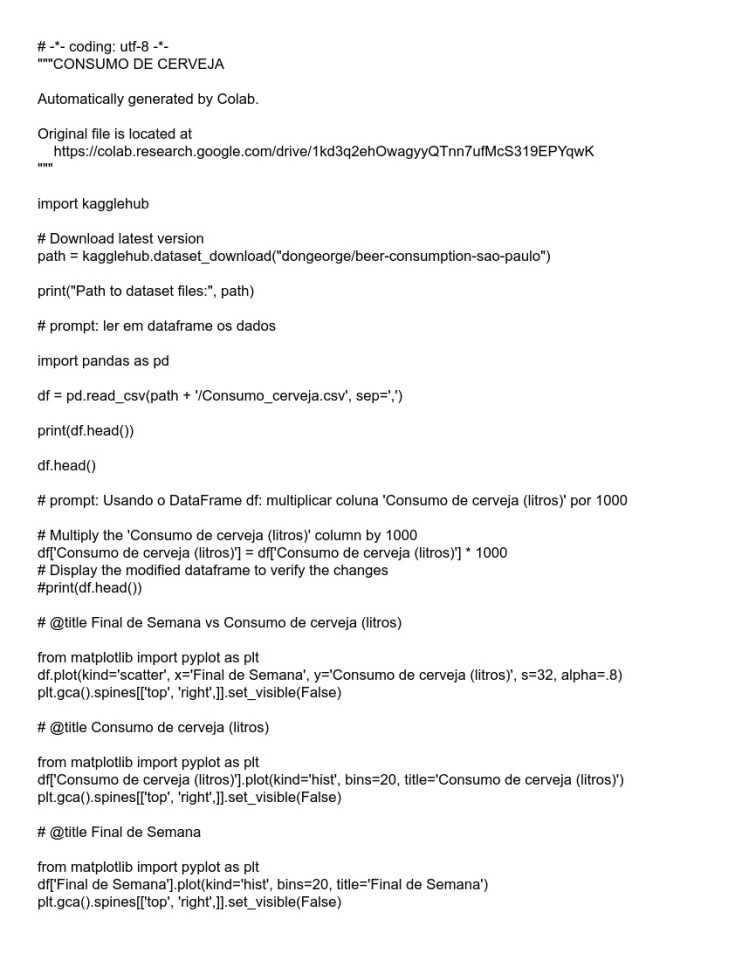 # -*- coding: utf-8 -*-
"""CONSUMO DE CERVEJA
Automatically generated by Colab.
Original file is located at
https://colab.research.google.com/drive/1kd3q2ehOwagyyQTnn7ufMcS319EPYqwK
"""
import kagglehub
# Download latest version
path = kagglehub.dataset_download("dongeorge/beer-consumption-sao-paulo")
print("Path to dataset files:", path)
# prompt: ler em dataframe os dados
import pandas as pd
df = pd.read_csv(path + '/Consumo_cerveja.csv', sep=',')
print(df.head())
df.head()
# prompt: Usando o DataFrame df: multiplicar coluna 'Consumo de cerveja (litros)' por 1000
# Multiply the 'Consumo de cerveja (litros)' column by 1000
df['Consumo de cerveja (litros)'] = df['Consumo de cerveja (litros)'] * 1000
# Display the modified dataframe to verify the changes
#print(df.head())
# @title Final de Semana vs Consumo de cerveja (litros)
from matplotlib import pyplot as plt
df.plot(kind='scatter', x='Final de Semana', y='Consumo de cerveja (litros)', s=32, alpha=.8)
plt.gca().spines[['top', 'right',]].set_visible(False)
# @title Consumo de cerveja (litros)
from matplotlib import pyplot as plt
df['Consumo de cerveja (litros)'].plot(kind='hist', bins=20, title='Consumo de cerveja (litros)')
plt.gca().spines[['top', 'right',]].set_visible(False)
# @title Final de Semana
from matplotlib import pyplot as plt
df['Final de Semana'].plot(kind='hist', bins=20, title='Final de Semana')
plt.gca().spines[['top', 'right',]].set_visible(False)